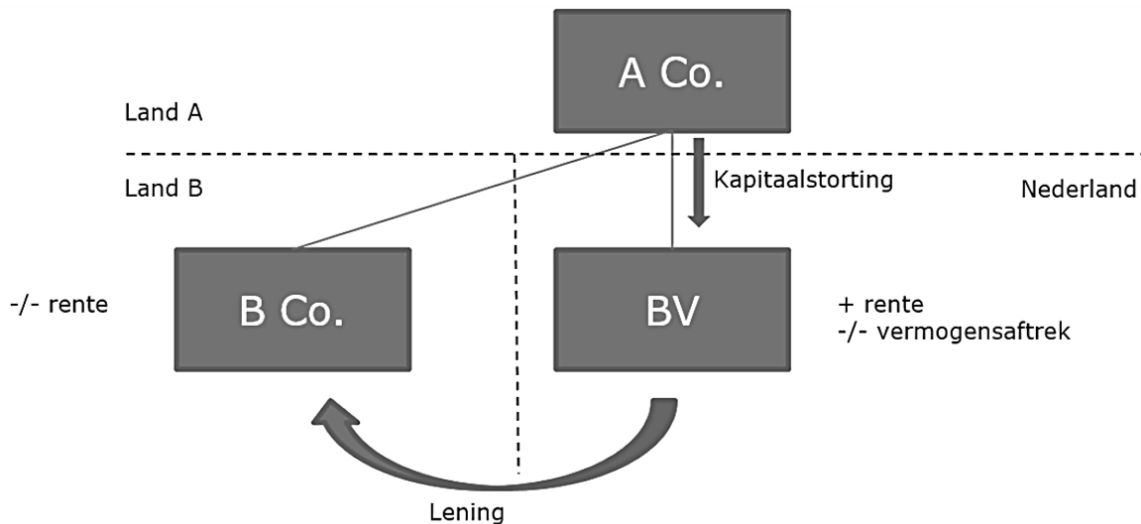 A Co.
Land A
Land B
Kapitaalstorting
Nederland
-/- rente
B Co.
BV
+ rente
-/- vermogensaftrek
Lening